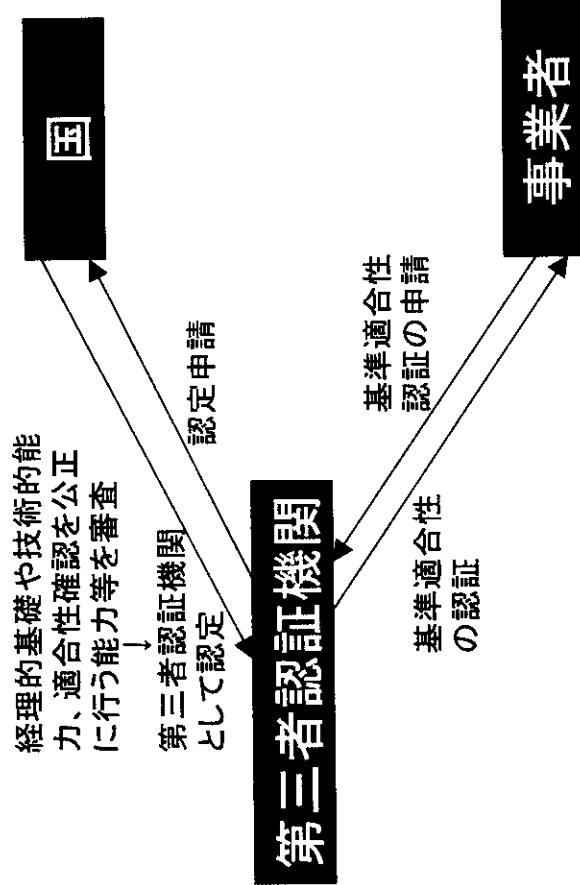 経理的基礎や技術的能
力、適合性確認を公正
に行う能力等を審査
↓
第三者認証機関
として認定
国
認定申請
第三者認証機関
基準適合性
認証の申請
基準適合性
の認証
事業者